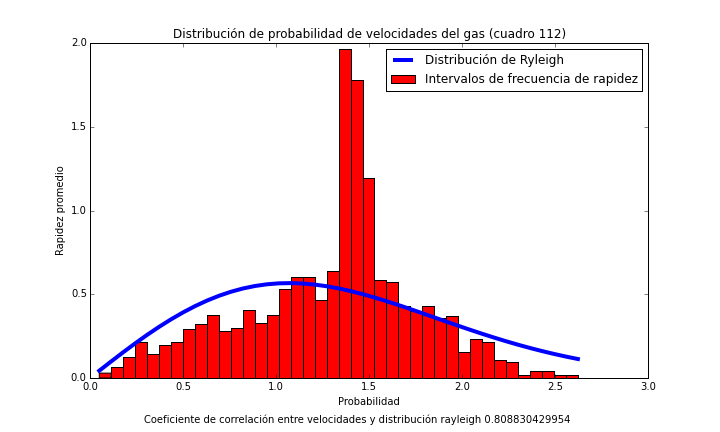 Distribución de probabilidad de velocidades del gas (cuadro 112)
Distribución de Ryleigh
Intervalos de frecuencia de rapidez
2.0
1.5
1.0
0.5
0.0
Rapidez promedio
0.0 0.5 1.0 1.5 2.0 2.5 3.0
Probabilidad
Coeficiente de correlación entre velocidades y distribución rayleigh 0.808830429954